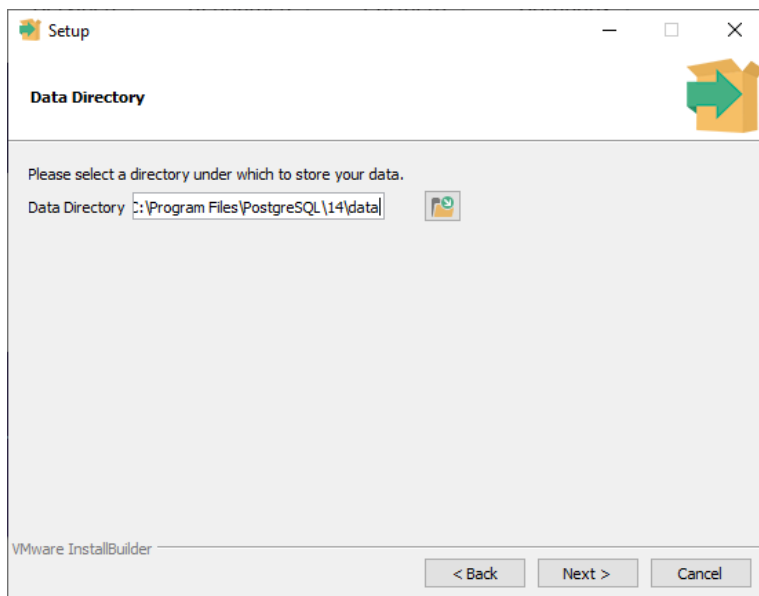 Setup
Data Directory
Please select a directory under which to store your data.
Data Directory C:\Program Files\PostgreSQL\14\data
VMware InstallBuilder
< Back Next > Cancel